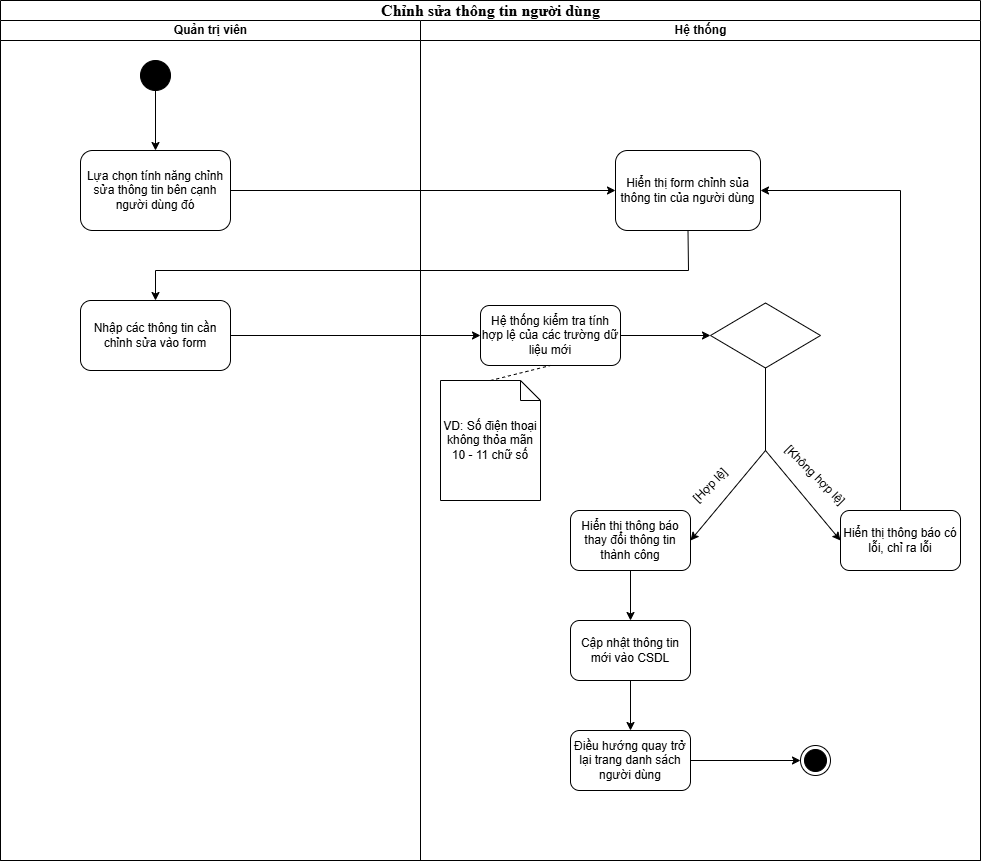 Chỉnh sửa thông tin người dùng
Quản trị viên
Hệ thống
Lựa chọn tính năng chỉnh
sửa thông tin bên cạnh
người dùng đó
Hiển thị form chỉnh sủa
thông tin của người dùng
Nhập các thông tin cần
chỉnh sửa vào form
Hệ thống kiểm tra tính
hợp lệ của các trường dữ
liệu mới
VD: Số điện thoại
không thỏa mãn
10 - 11 chữ số
[Hợp lệ]
[Không hợp lệ]
Hiển thị thông báo
thay đổi thông tin
thành công
Hiển thị thông báo có
lỗi, chỉ ra lỗi
Cập nhật thông tin
mới vào CSDL
Điều hướng quay trở
lại trang danh sách
người dùng